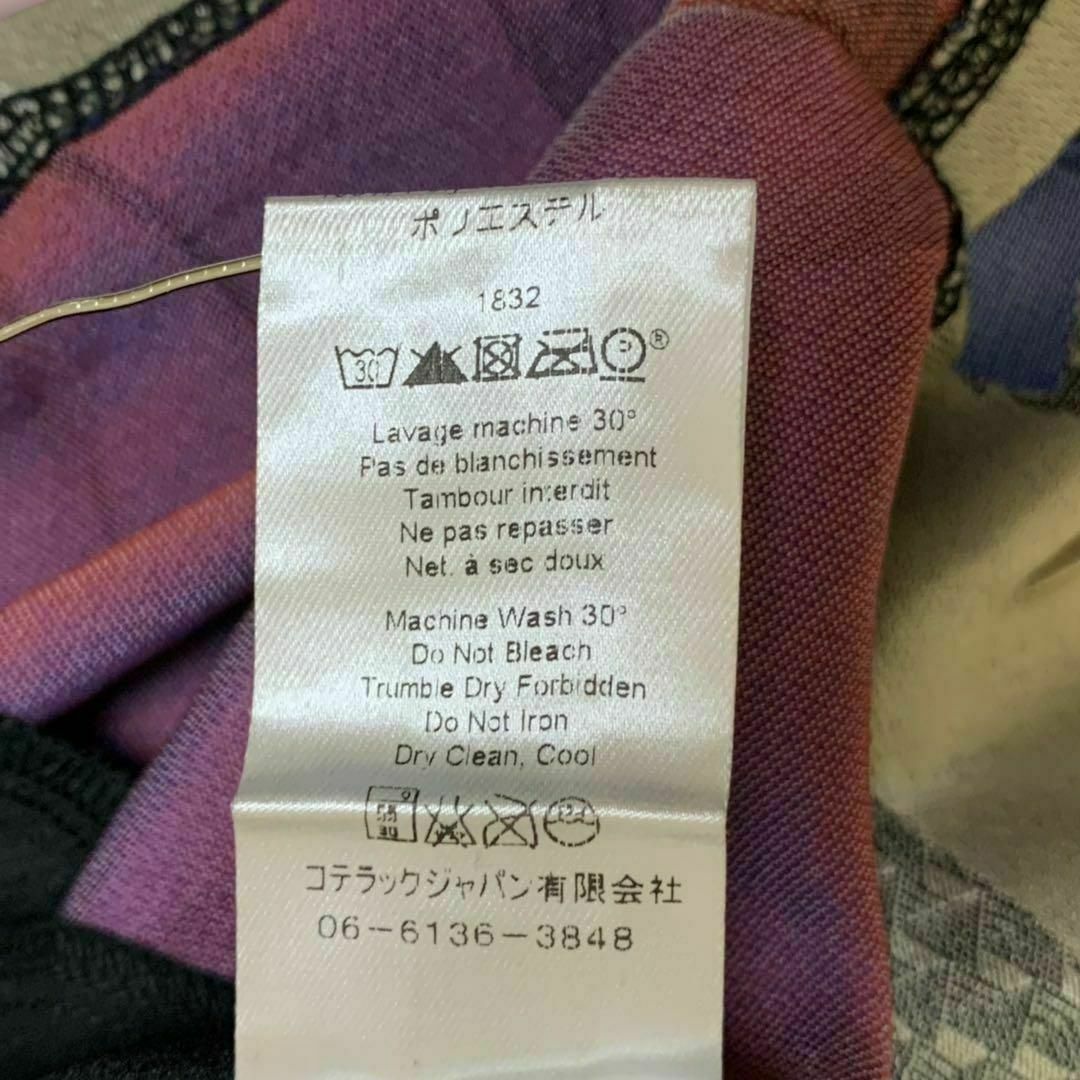 ポリエステル
1832
30 ®
Lavage machine 30°
Pas de blanchissement
Tambour interdit
Ne pas repasser
Net. à sec doux
Machine Wash 30°
Do Not Bleach
Trumble Dry Forbidden
Do Not Iron
Dry Clean, Cool
コテラックジャパン有限会社
06-6136-3848